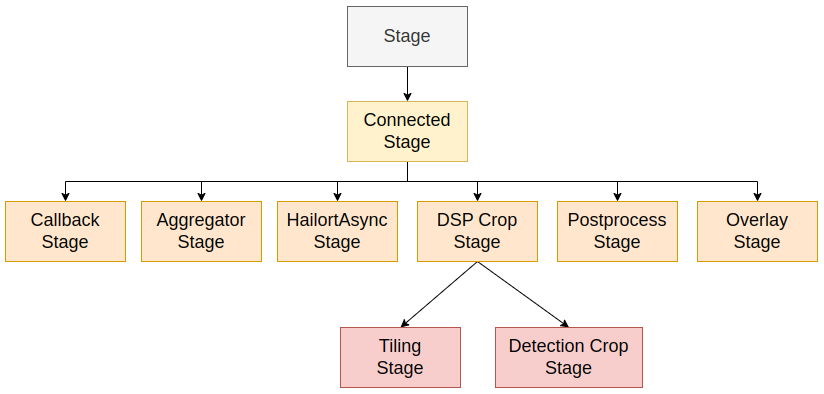 Stage
Connected
Stage
Callback
Stage
Aggregator
Stage
HailortAsync
Stage
DSP Crop
Stage
Postprocess
Stage
Overlay
Stage
Tiling
Stage
Detection Crop
Stage